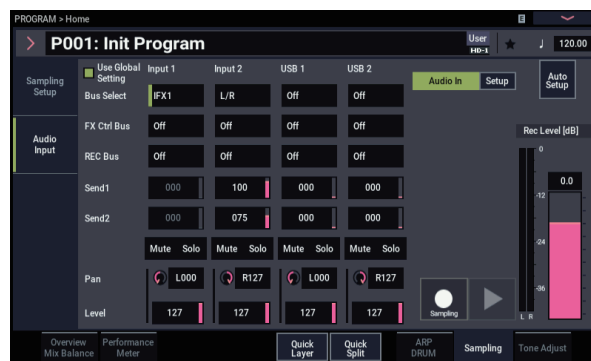 PROGRAM > Home
E
P001: Init Program
User
HD-1
♩ 120.00
Sampling
Setup
Audio
Input
Use Global
Setting
Input 1 Input 2 USB 1 USB 2
Audio In Setup
Auto
Setup
Bus Select IFX1 L/R Off Off
FX Ctrl Bus Off Off Off Off
REC Bus Off Off Off Off
Rec Level [dB]
Send1 000 100 000 000
Send2 000 075 000 000
Mute Solo Mute Solo Mute Solo Mute Solo
Pan L000 R127 L000 R127
Level 127 127 127 127
Sampling
0
-12
-24
-36
0.0
L R
Overview
Mix Balance
Performance
Meter
Quick
Layer
Quick
Split
ARP
DRUM
Sampling
Tone Adjust